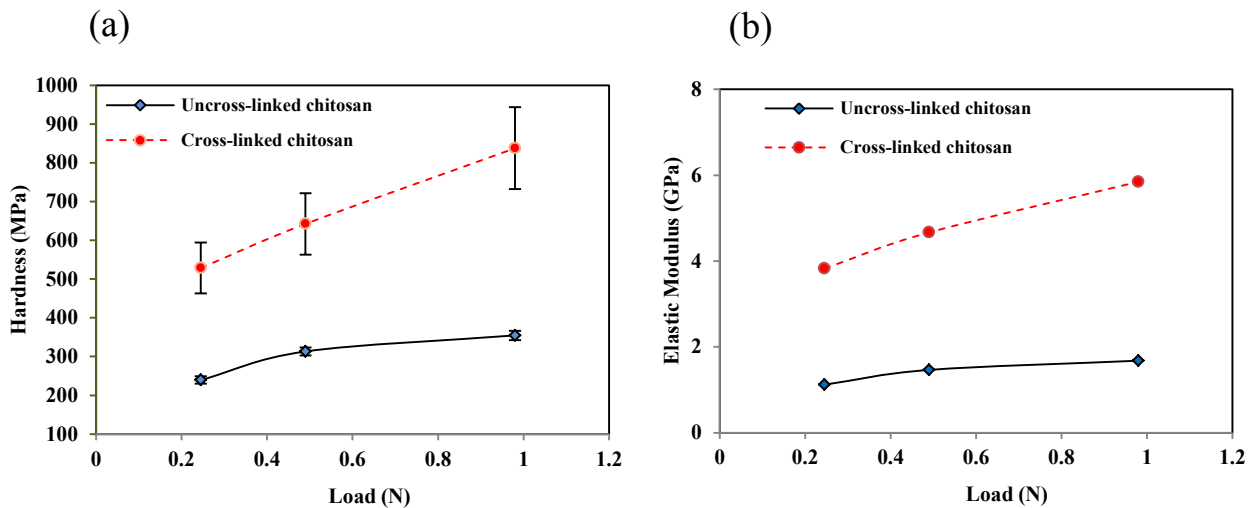 (a)
Hardness (MPa)
1000
900
800
700
600
500
400
300
200
100
0
0.2
0.4
0.6
0.8
1
1.2
Load (N)
Uncross-linked chitosan
Cross-linked chitosan
(b)
Elastic Modulus (GPa)
8
6
4
2
0
0
0.2
0.4
0.6
0.8
1
1.2
Load (N)
Uncross-linked chitosan
Cross-linked chitosan